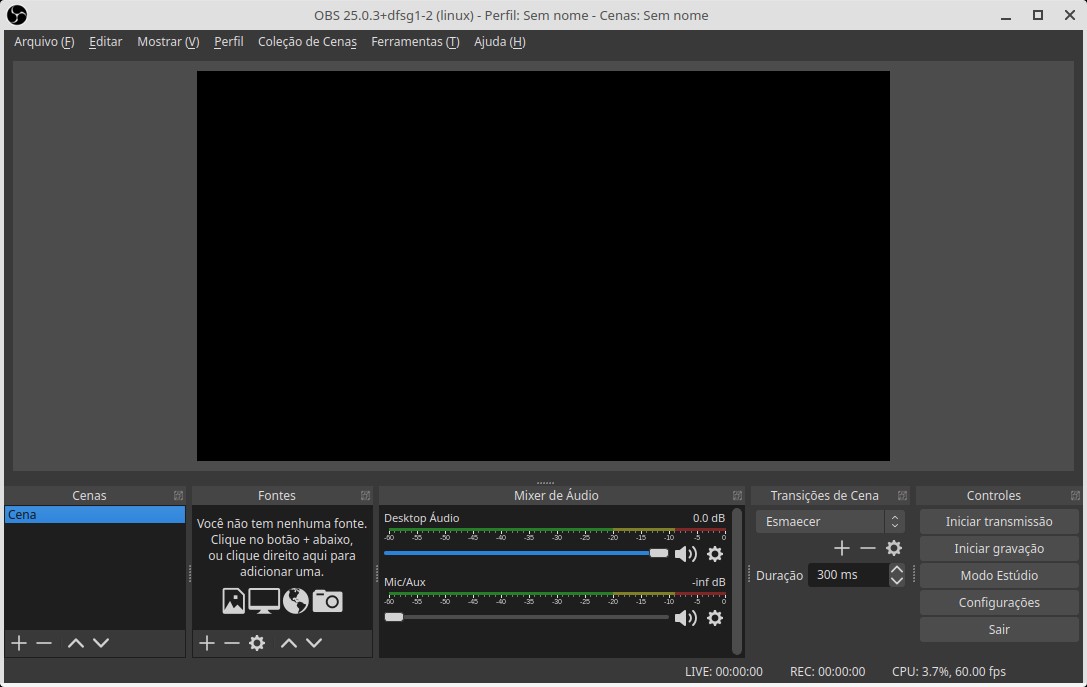 OBS 25.0.3+dfsg1-2 (linux) - Perfil: Sem nome - Cenas: Sem nome
Arquivo (F) Editar Mostrar (V) Perfil Coleção de Cenas Ferramentas (T) Ajuda (H)
Cenas
Cena
Fontes
Você não tem nenhuma fonte.
Clique no botão + abaixo,
ou clique direito aqui para
adicionar uma.
Mixer de Áudio
Desktop Áudio 0.0 dB
-60 -55 -50 -45 -40 -35 -30 -25 -20 -15 -10 -5 0
Mic/Aux -inf dB
-60 -55 -50 -45 -40 -35 -30 -25 -20 -15 -10 -5 0
Transições de Cena
Esmaecer
Duração 300 ms
Controles
Iniciar transmissão
Iniciar gravação
Modo Estúdio
Configurações
Sair
LIVE: 00:00:00 REC: 00:00:00 CPU: 3.7%, 60.00 fps